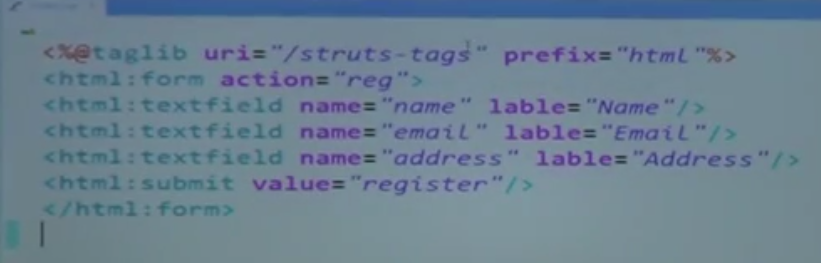 <%@taglib uri="/struts-tags" prefix="html"%>
<html:form action="reg">
<html:textfield name="name" lable="Name"/>
<html:textfield name="email" lable="Email"/>
<html:textfield name="address" lable="Address"/>
<html:submit value="register"/>
</html:form>